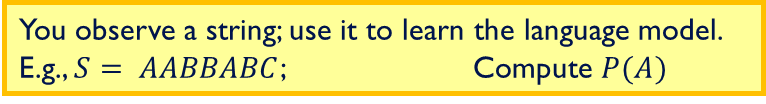 You observe a string; use it to learn the language model.
E.g., S = AABBABC; Compute P(A)